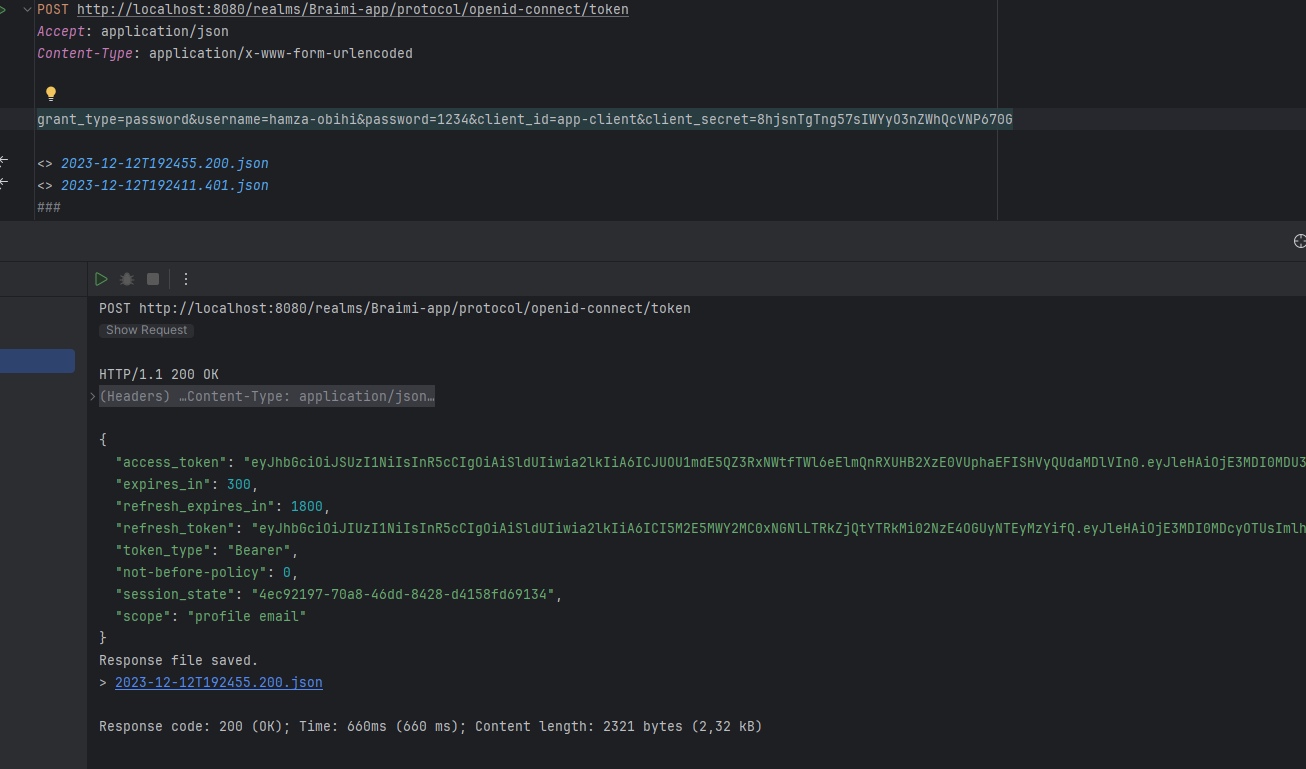 POST http://localhost:8080/realms/Braimi-app/protocol/openid-connect/token
Accept: application/json
Content-Type: application/x-www-form-urlencoded
grant_type=password&username=hamza-obihi&password=1234&client_id=app-client&client_secret=8hjsnTgTng57sIWYyO3nZWhQcVNP670G
<> 2023-12-12T192455.200.json
<> 2023-12-12T192411.401.json
###
POST http://localhost:8080/realms/Braimi-app/protocol/openid-connect/token
Show Request
HTTP/1.1 200 OK
(Headers) …Content-Type: application/json…
{
"access_token": "eyJhbGciOiJSUzI1NiIsInR5cCIgOiAiSldUIiwia2lkIiA6ICJUOU1mdE5QZ3RxNWtfTWl6eElmQnRXUHB2XzE0VUphaEFISHVyQUdaMDlVIn0.eyJleHAiOjE3MDI0MDU3
"expires_in": 300,
"refresh_expires_in": 1800,
"refresh_token": "eyJhbGciOiJIUzI1NiIsInR5cCIgOiAiSldUIiwia2lkIiA6ICI5M2E5MWY2MC0xNGNlLTRkZjQtYTRkMi02NzE4OGUyNTEyMzYifQ.eyJleHAiOjE3MDI0MDcyOTUsImlh
"token_type": "Bearer",
"not-before-policy": 0,
"session_state": "4ec92197-70a8-46dd-8428-d4158fd69134",
"scope": "profile email"
}
Response file saved.
> 2023-12-12T192455.200.json
Response code: 200 (OK); Time: 660ms (660 ms); Content length: 2321 bytes (2,32 kB)